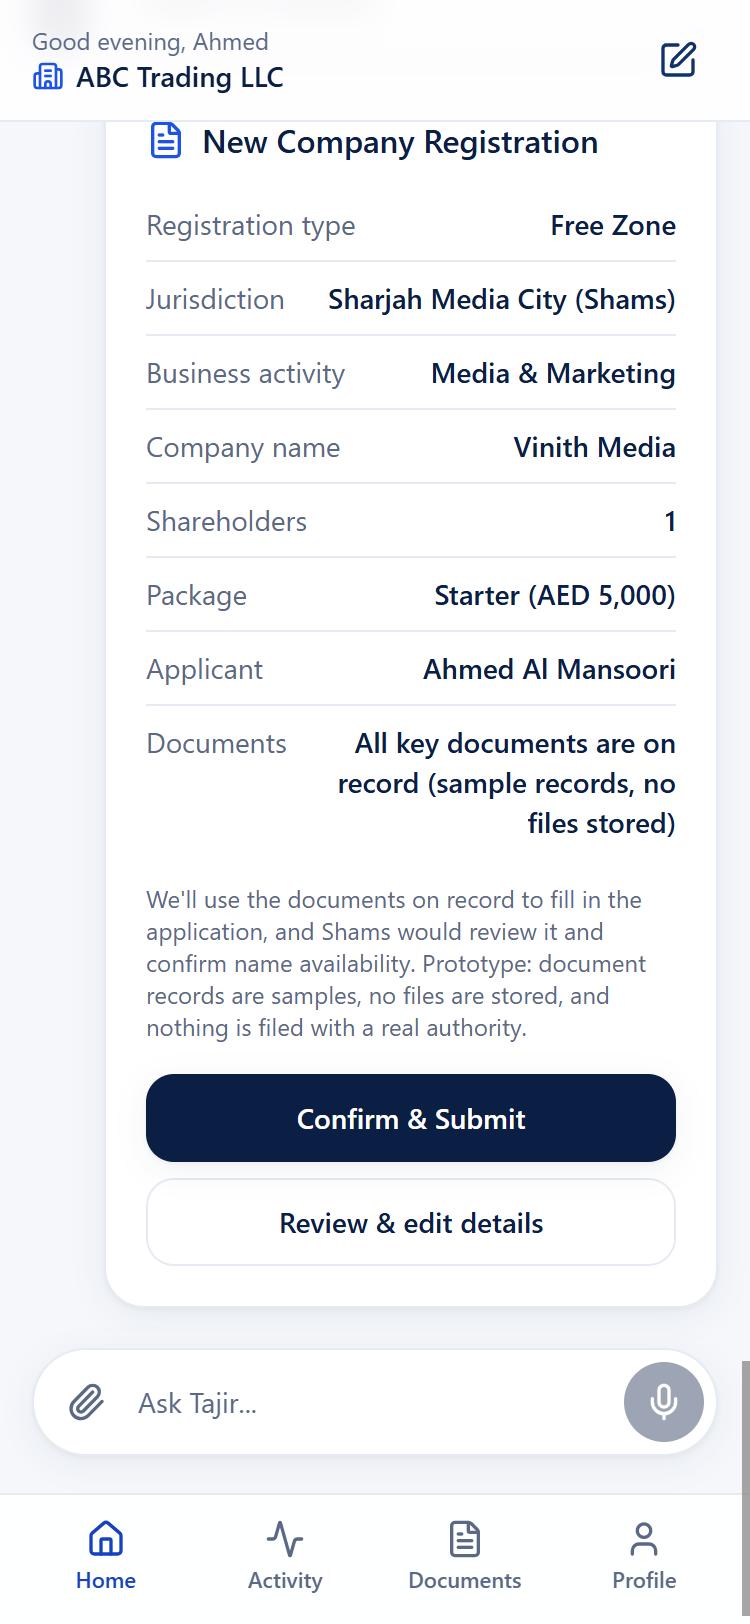 Good evening, Ahmed
ABC Trading LLC
New Company Registration
Registration type Free Zone
Jurisdiction Sharjah Media City (Shams)
Business activity Media & Marketing
Company name Vinith Media
Shareholders 1
Package Starter (AED 5,000)
Applicant Ahmed Al Mansoori
Documents All key documents are on
record (sample records, no
files stored)
We'll use the documents on record to fill in the
application, and Shams would review it and
confirm name availability. Prototype: document
records are samples, no files are stored, and
nothing is filed with a real authority.
Confirm & Submit
Review & edit details
Ask Tajir...
Home Activity Documents Profile